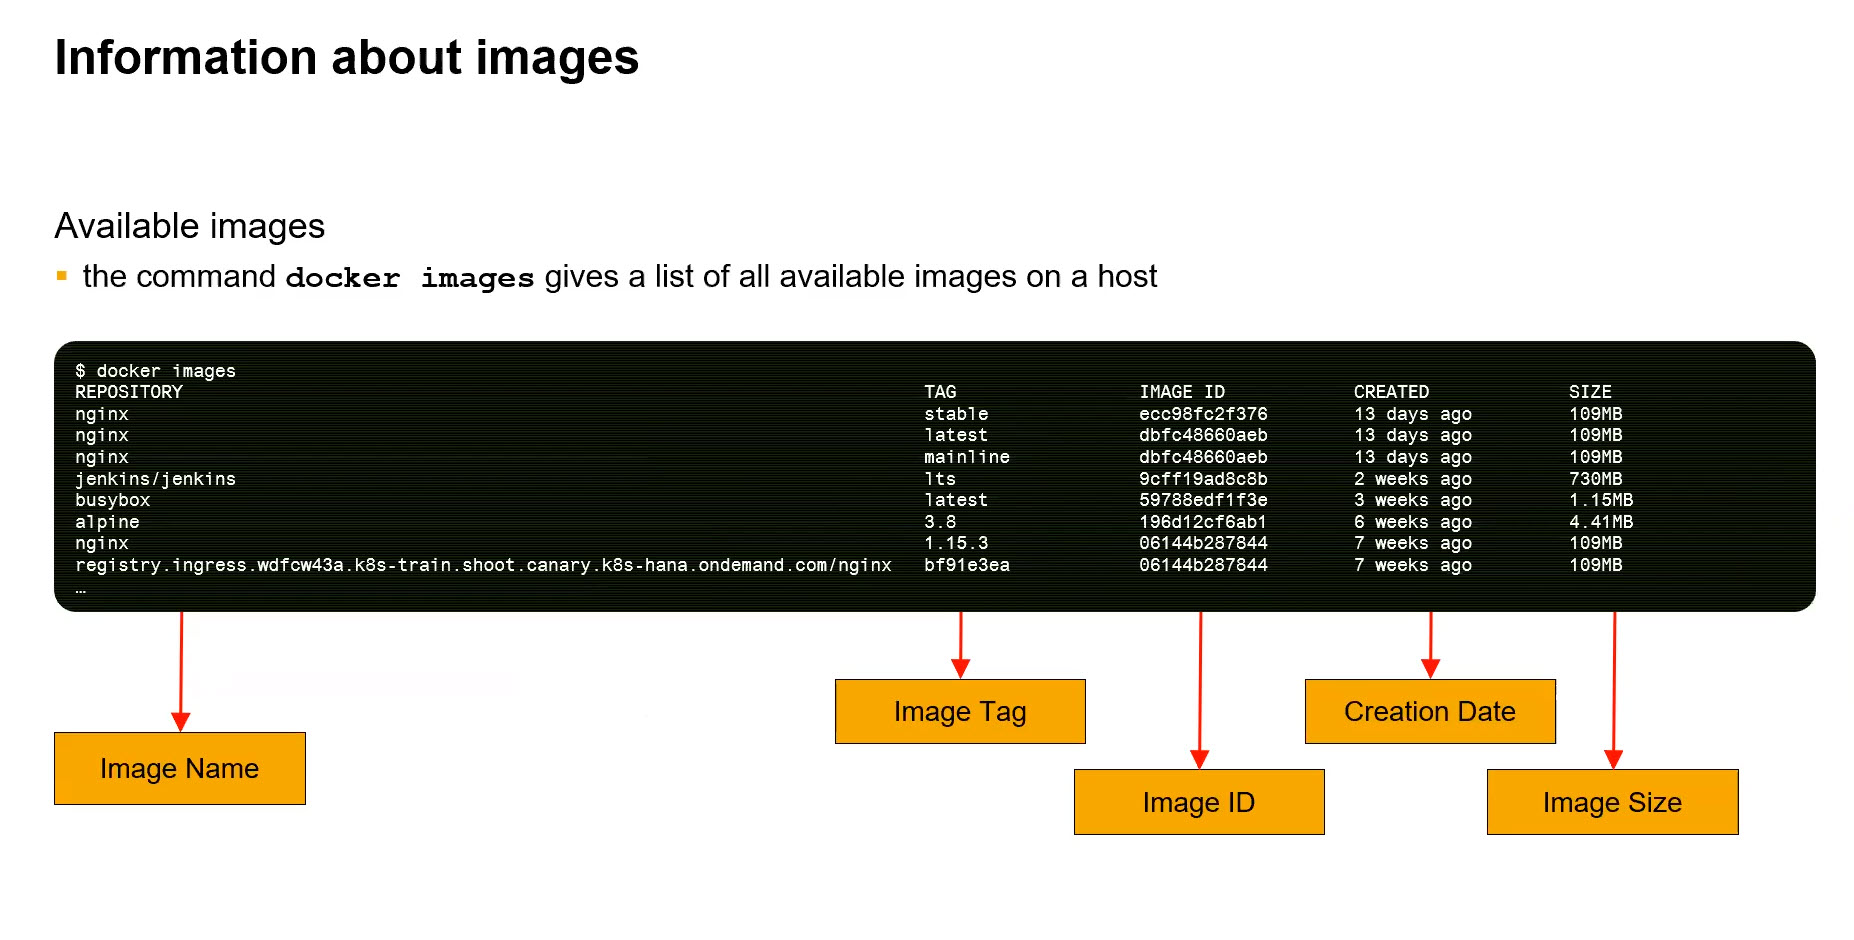 Information about images
Available images
▪ the command docker images gives a list of all available images on a host
$ docker images
REPOSITORY TAG IMAGE ID CREATED SIZE
nginx stable ecc98fc2f376 13 days ago 109MB
nginx latest dbfc48660aeb 13 days ago 109MB
nginx mainline dbfc48660aeb 13 days ago 109MB
jenkins/jenkins lts 9cff19ad8c8b 2 weeks ago 730MB
busybox latest 59788edf1f3e 3 weeks ago 1.15MB
alpine 3.8 196d12cf6ab1 6 weeks ago 4.41MB
nginx 1.15.3 06144b287844 7 weeks ago 109MB
registry.ingress.wdfcw43a.k8s-train.shoot.canary.k8s-hana.ondemand.com/nginx bf91e3ea 06144b287844 7 weeks ago 109MB
…
Image Name
Image Tag
Image ID
Creation Date
Image Size